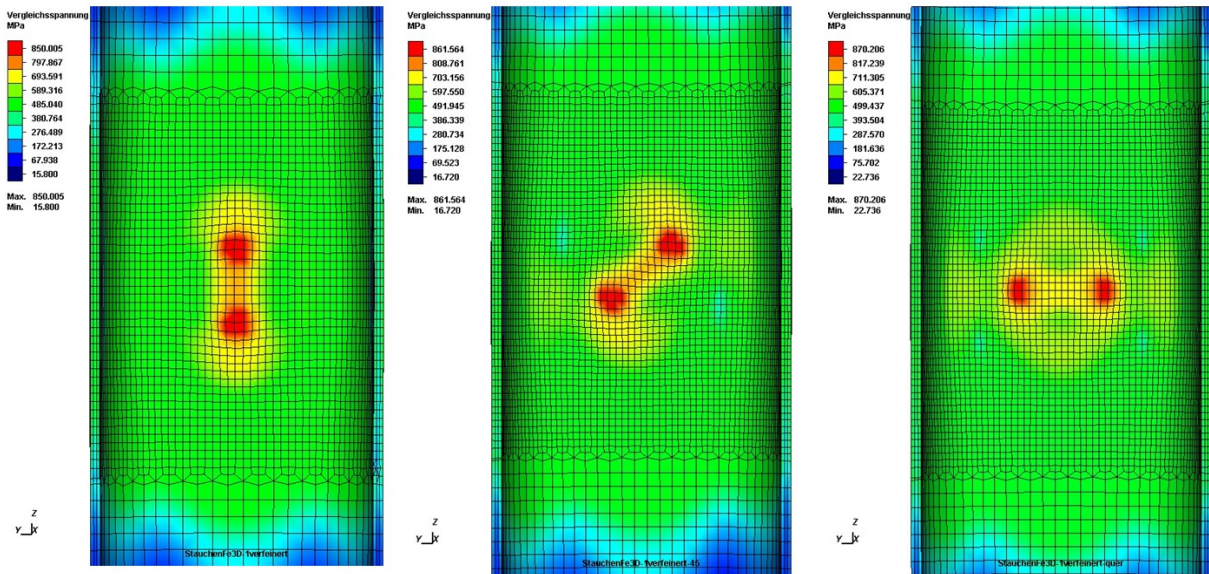 Vergleichsspannung
MPa
850.005
797.867
693.591
589.316
485.040
380.764
276.489
172.213
67.938
15.800
Max. 850.005
Min. 15.800
Z
Y X
StauchenFe3D-1verfeinert
Vergleichsspannung
MPa
861.564
808.761
703.156
597.550
491.945
386.339
280.734
175.128
69.523
16.720
Max. 861.564
Min. 16.720
Z
Y X
StauchenFe3D-1verfeinert-45
Vergleichsspannung
MPa
870.206
817.239
711.305
605.371
499.437
393.504
287.570
181.636
75.702
22.736
Max. 870.206
Min. 22.736
Z
Y X
StauchenFe3D-1verfeinert-quer